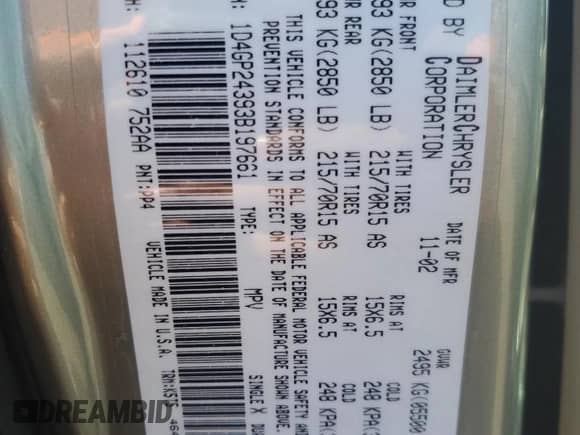 D BY DAIMLERCHRYSLER CORPORATION
DATE OF MFR 11-02
GVWR 2495 KG(05500
R FRONT WITH TIRES RIMS AT COLD
93 KG(2850 LB) 215/70R15 AS 15X6.5 248 KPA(
R REAR WITH TIRES RIMS AT COLD
93 KG(2850 LB) 215/70R15 AS 15X6.5 248 KPA(
THIS VEHICLE CONFORMS TO ALL APPLICABLE FEDERAL MOTOR VEHICLE SAFETY
PREVENTION STANDARDS IN EFFECT ON THE DATE OF MANUFACTURE SHOWN ABOVE.
1D4GP24393B197661 TYPE: MPV SINGLE X
H: 112610 752AA PNT: VEHICLE MADE IN U.S.A.
DREAMBID